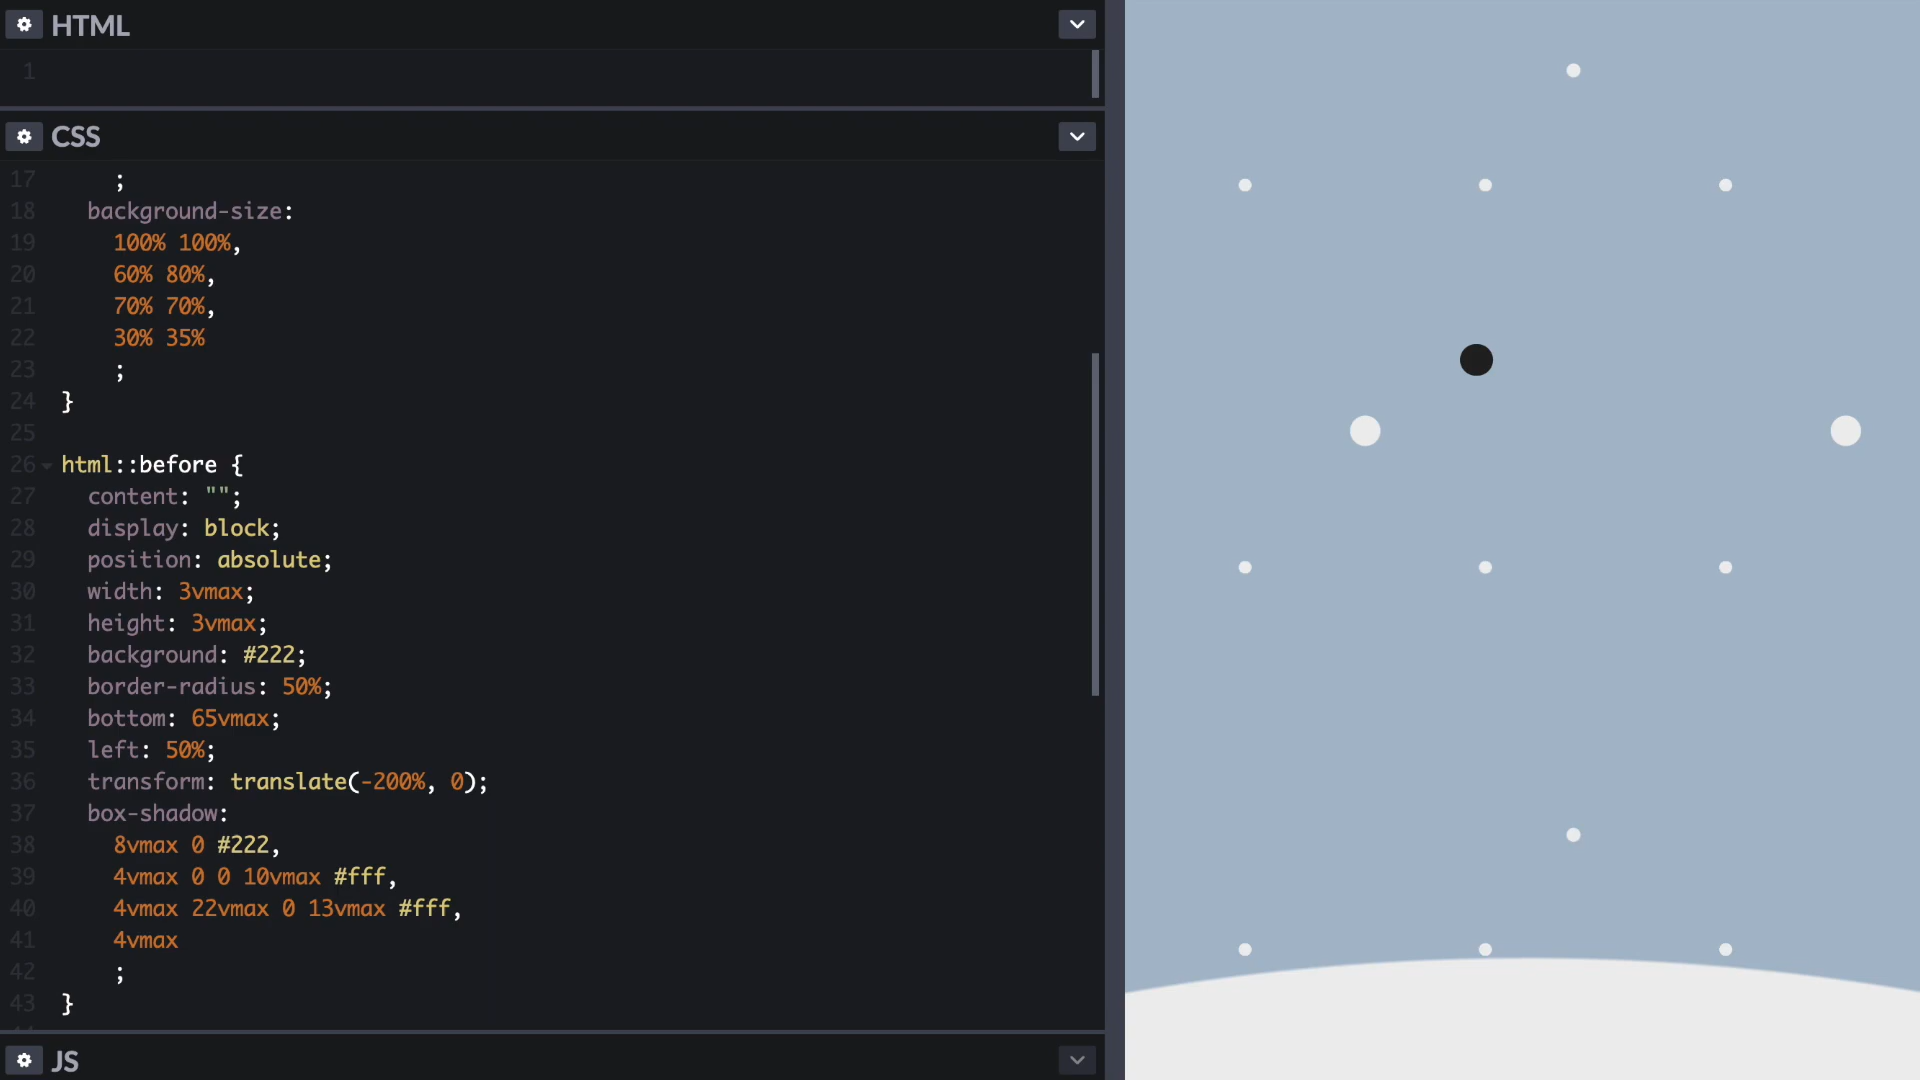 HTML
1
CSS
17 ;
18 background-size:
19 100% 100%,
20 60% 80%,
21 70% 70%,
22 30% 35%
23 ;
24 }
25
26 html::before {
27 content: "";
28 display: block;
29 position: absolute;
30 width: 3vmax;
31 height: 3vmax;
32 background: #222;
33 border-radius: 50%;
34 bottom: 65vmax;
35 left: 50%;
36 transform: translate(-200%, 0);
37 box-shadow:
38 8vmax 0 #222,
39 4vmax 0 0 10vmax #fff,
40 4vmax 22vmax 0 13vmax #fff,
41 4vmax
42 ;
43 }
JS